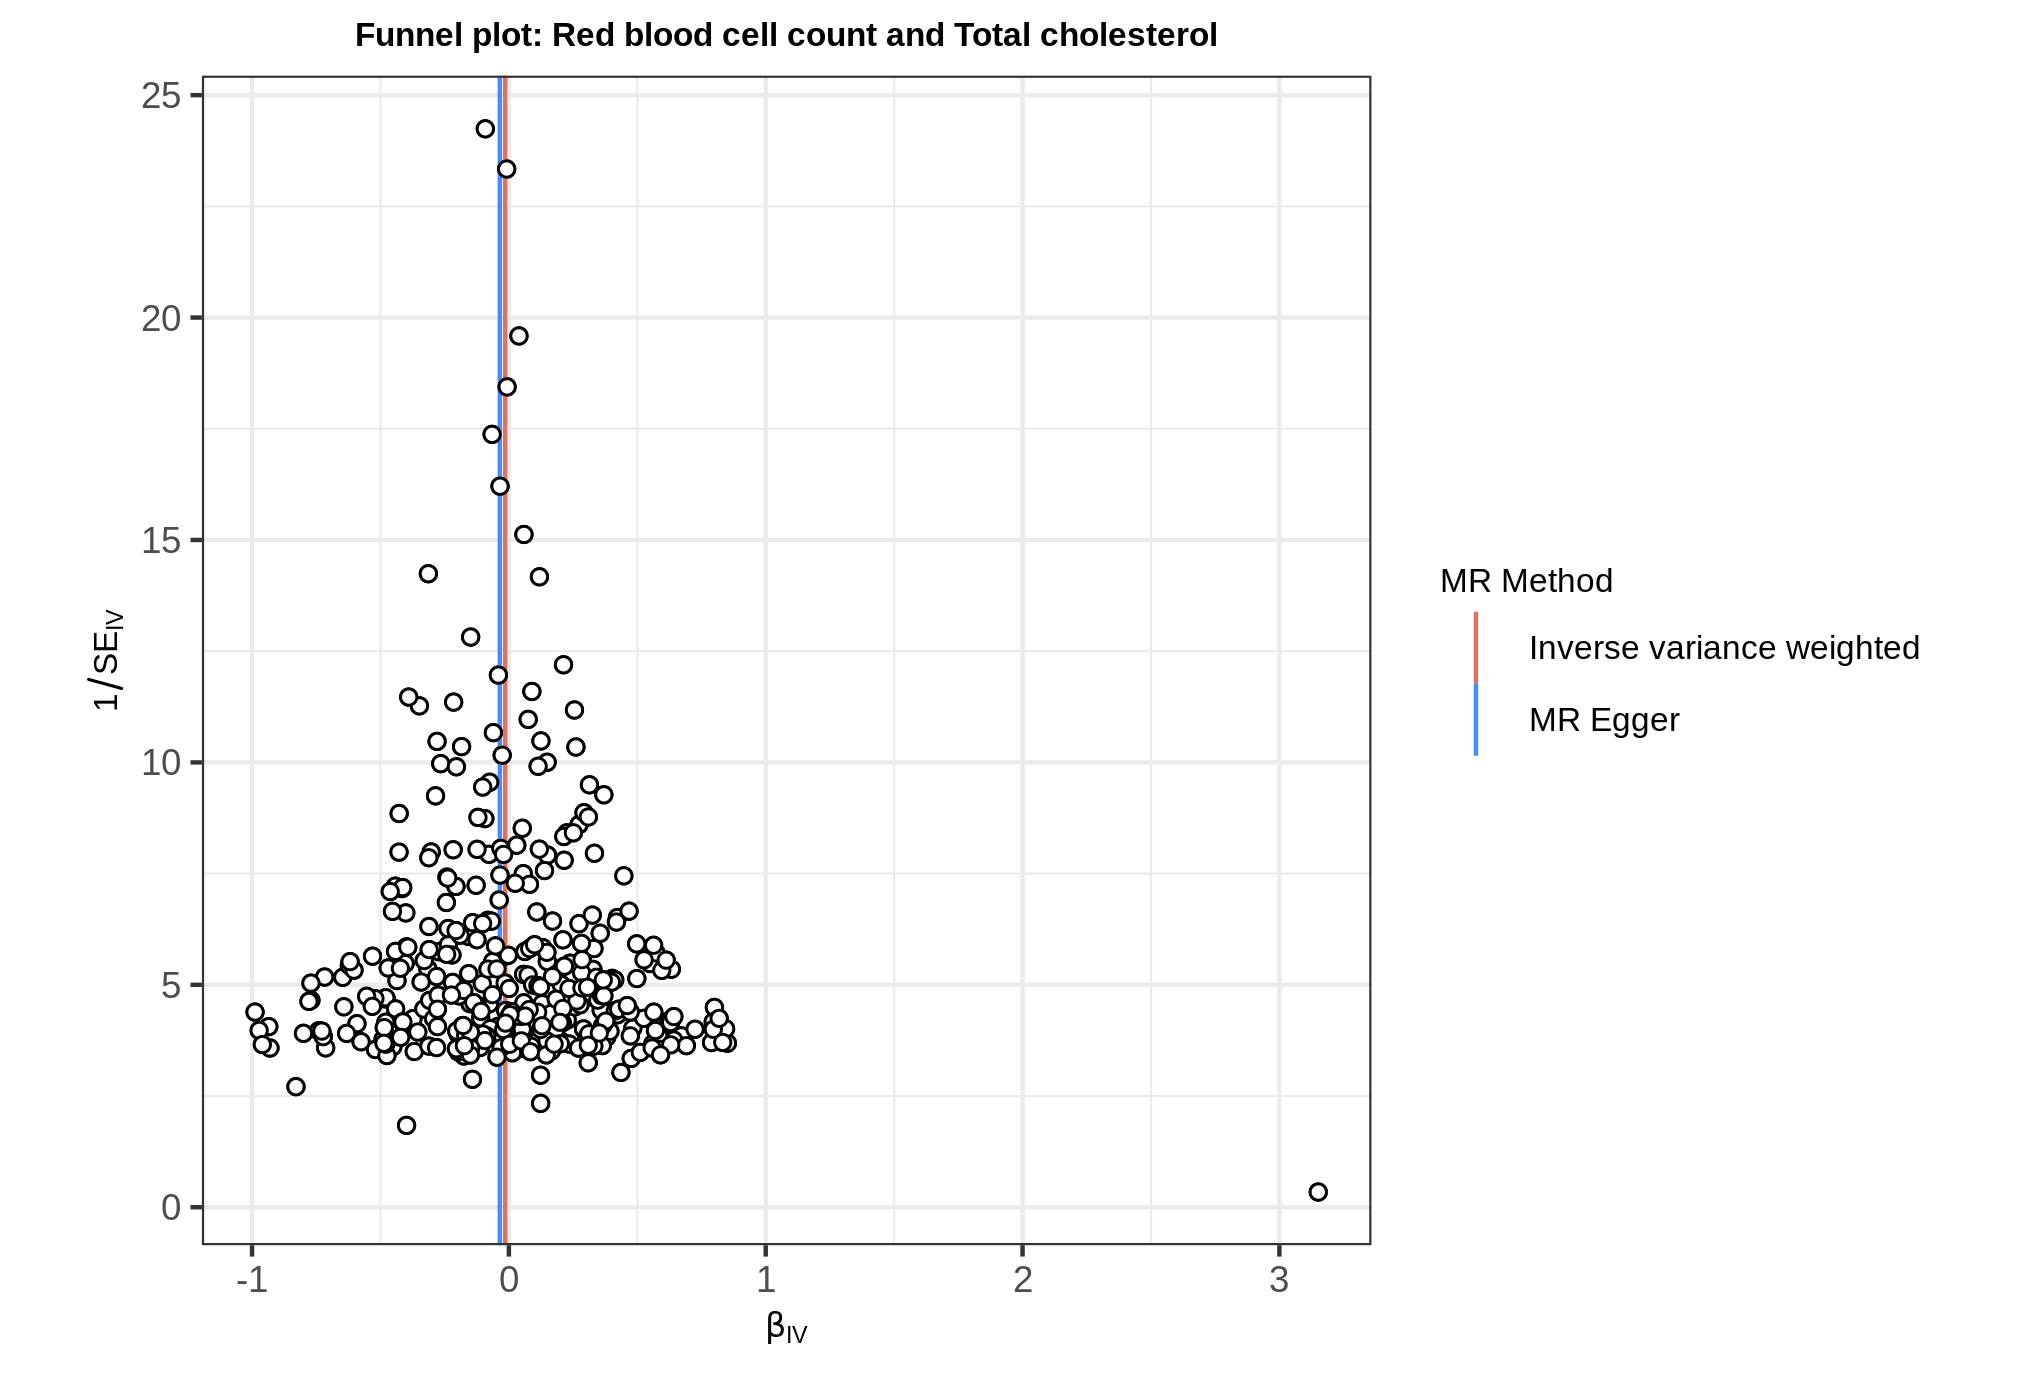 Funnel plot: Red blood cell count and Total cholesterol
25
20
15
10
5
0
1/SE_IV
-1 0 1 2 3
β_IV
MR Method
Inverse variance weighted
MR Egger